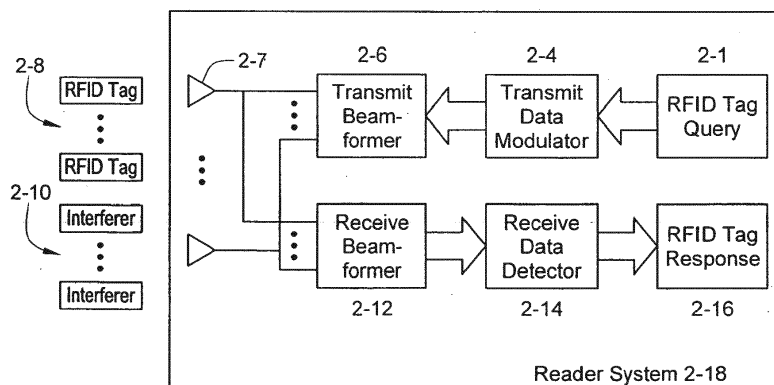 2-8
RFID Tag
RFID Tag
2-10
Interferer
Interferer
2-7
2-6
Transmit
Beam-
former
2-4
Transmit
Data
Modulator
2-1
RFID Tag
Query
Receive
Beam-
former
2-12
Receive
Data
Detector
2-14
RFID Tag
Response
2-16
Reader System 2-18